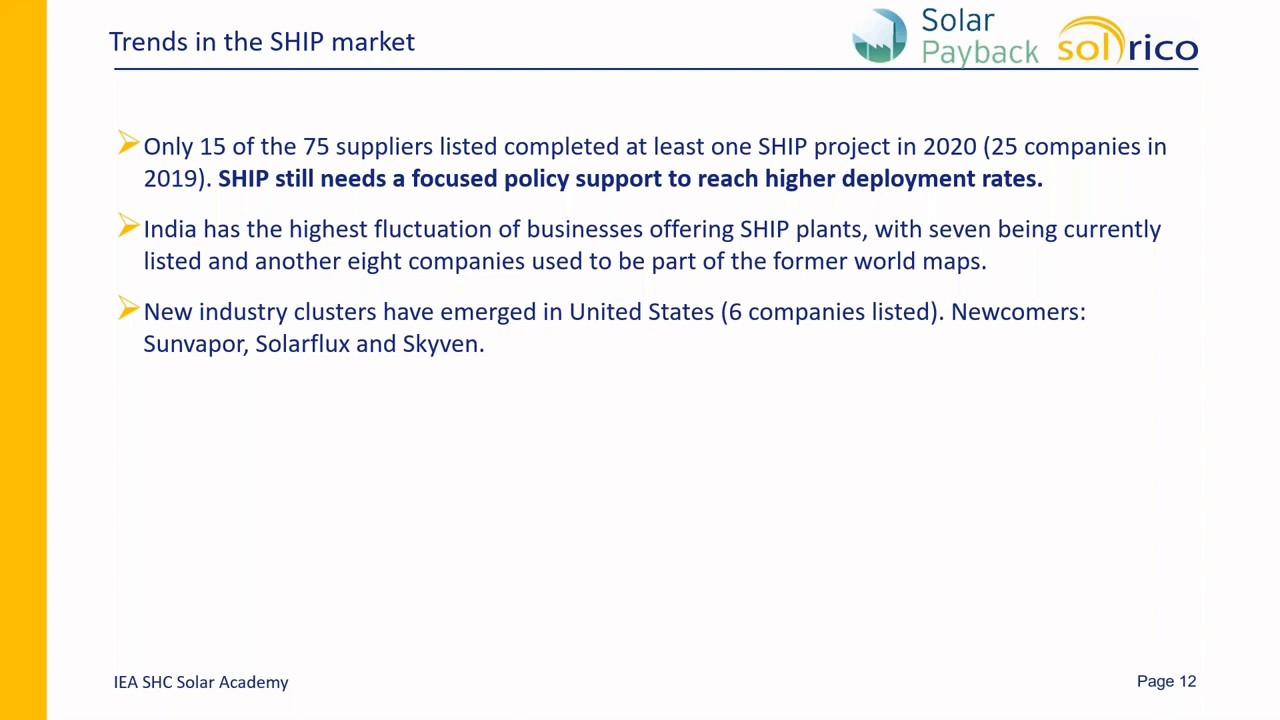 Trends in the SHIP market
Solar
Payback
solrico
Only 15 of the 75 suppliers listed completed at least one SHIP project in 2020 (25 companies in
2019). SHIP still needs a focused policy support to reach higher deployment rates.
India has the highest fluctuation of businesses offering SHIP plants, with seven being currently
listed and another eight companies used to be part of the former world maps.
New industry clusters have emerged in United States (6 companies listed). Newcomers:
Sunvapor, Solarflux and Skyven.
IEA SHC Solar Academy
Page 12